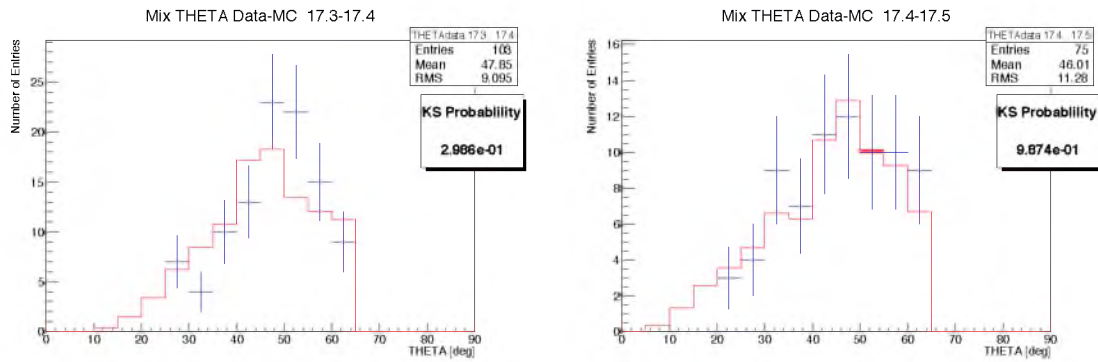 Mix THETA Data-MC 17.3-17.4
THETAdata 17.3 17.4
Entries 103
Mean 47.85
RMS 9.095
KS Probablility
2.986e-01
Number of Entries
25
20
15
10
5
0
0 10 20 30 40 50 60 70 80 90
THETA [deg]
Mix THETA Data-MC 17.4-17.5
THETAdata 17.4 17.5
Entries 75
Mean 46.01
RMS 11.28
KS Probablility
9.874e-01
Number of Entries
16
14
12
10
8
6
4
2
0
0 10 20 30 40 50 60 70 80 90
THETA [deg]